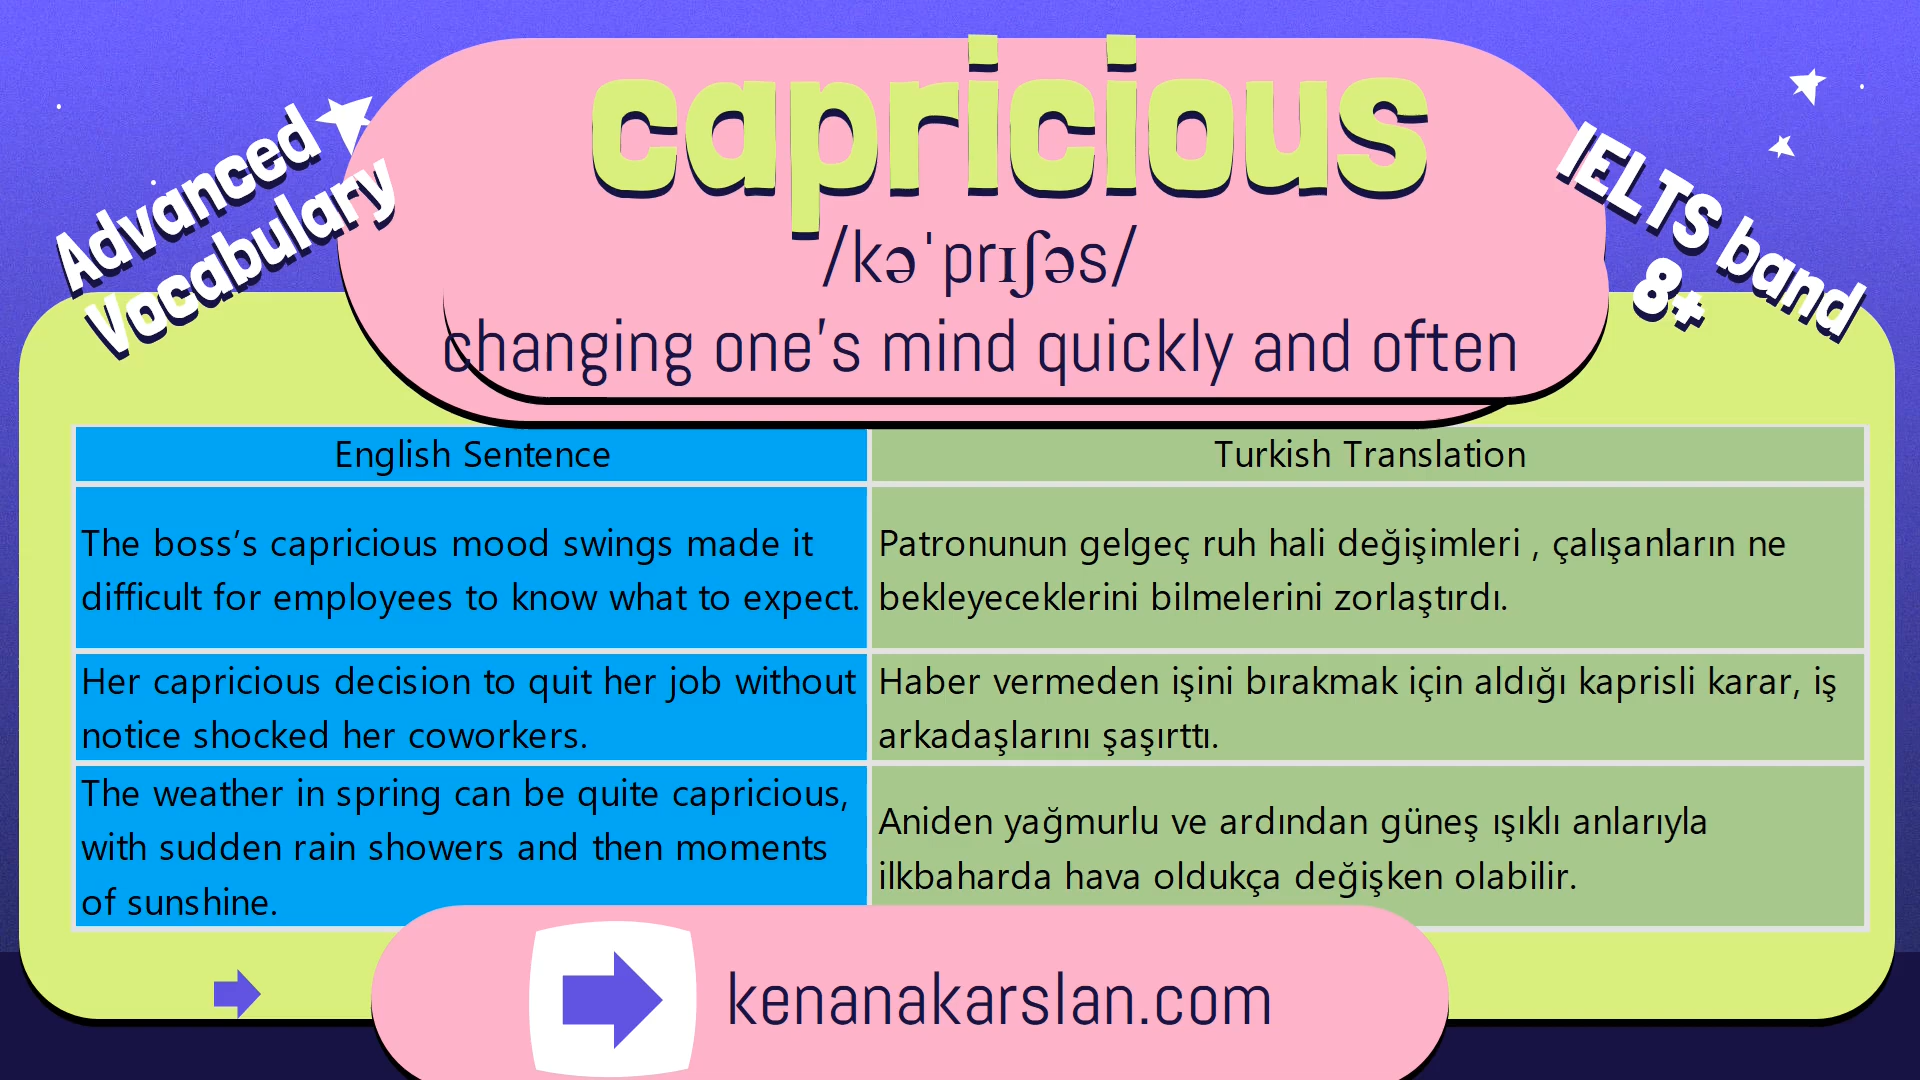 Advanced
Vocabulary
capricious
/kəˈprɪʃəs/
changing one's mind quickly and often
IELTS band
8+
English Sentence
Turkish Translation
The boss’s capricious mood swings made it
difficult for employees to know what to expect.
Patronunun gelgeç ruh hali değişimleri , çalışanların ne
bekleyeceklerini bilmelerini zorlaştırdı.
Her capricious decision to quit her job without
notice shocked her coworkers.
Haber vermeden işini bırakmak için aldığı kaprisli karar, iş
arkadaşlarını şaşırttı.
The weather in spring can be quite capricious,
with sudden rain showers and then moments
of sunshine.
Aniden yağmurlu ve ardından güneş ışıklı anlarıyla
ilkbaharda hava oldukça değişken olabilir.
kenanakarslan.com